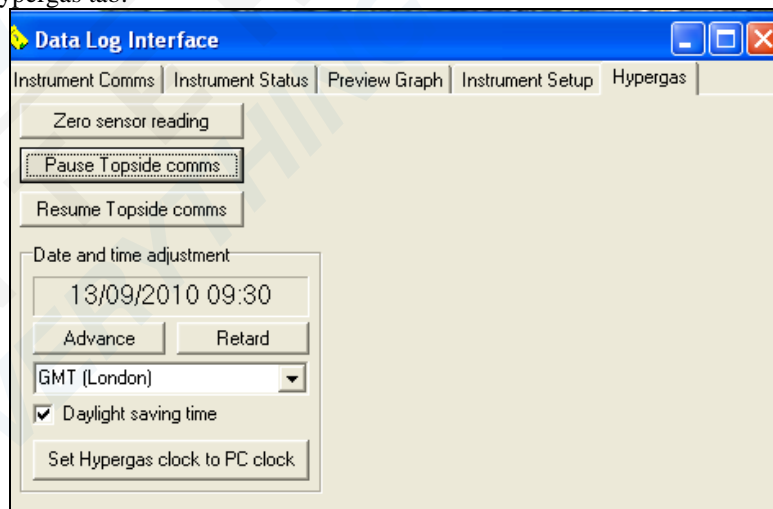 ypergas tab.
Data Log Interface
Instrument Comms Instrument Status Preview Graph Instrument Setup Hypergas
Zero sensor reading
Pause Topside comms
Resume Topside comms
Date and time adjustment
13/09/2010 09:30
Advance Retard
GMT (London)
Daylight saving time
Set Hypergas clock to PC clock